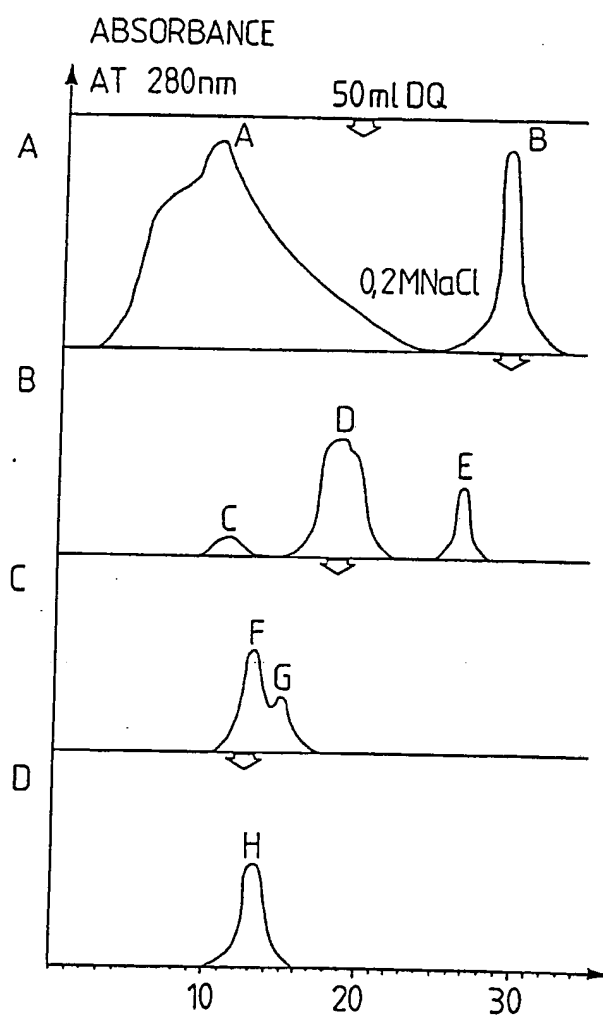 ABSORBANCE
AT 280nm
50ml DQ
A
A
B
0,2MNaCl
B
D
E
C
C
F
G
D
H
10 20 30